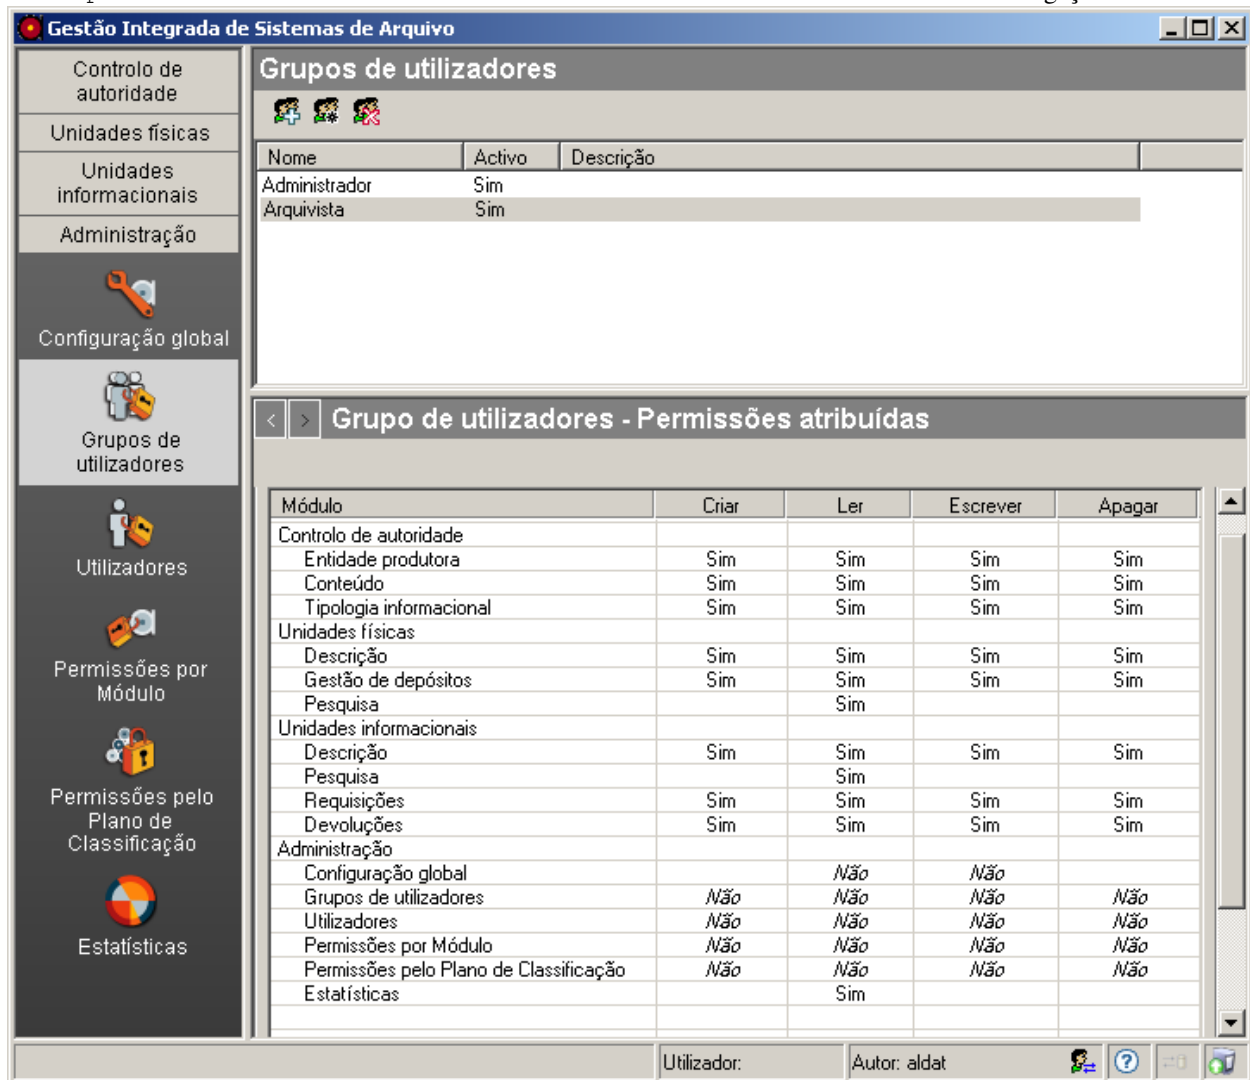 Gestão Integrada de Sistemas de Arquivo
Controlo de
autoridade
Unidades físicas
Unidades
informacionais
Administração
Configuração global
Grupos de
utilizadores
Utilizadores
Permissões por
Módulo
Permissões pelo
Plano de
Classificação
Estatísticas
Grupos de utilizadores
Nome Activo Descrição
Administrador Sim
Arquivista Sim
< > Grupo de utilizadores - Permissões atribuídas
Módulo Criar Ler Escrever Apagar
Controlo de autoridade
Entidade produtora Sim Sim Sim Sim
Conteúdo Sim Sim Sim Sim
Tipologia informacional Sim Sim Sim Sim
Unidades físicas
Descrição Sim Sim Sim Sim
Gestão de depósitos Sim Sim Sim Sim
Pesquisa Sim
Unidades informacionais
Descrição Sim Sim Sim Sim
Pesquisa Sim
Requisições Sim Sim Sim Sim
Devoluções Sim Sim Sim Sim
Administração
Configuração global Não Não
Grupos de utilizadores Não Não Não Não
Utilizadores Não Não Não Não
Permissões por Módulo Não Não Não Não
Permissões pelo Plano de Classificação Não Não Não Não
Estatísticas Sim
Utilizador: Autor: aldat